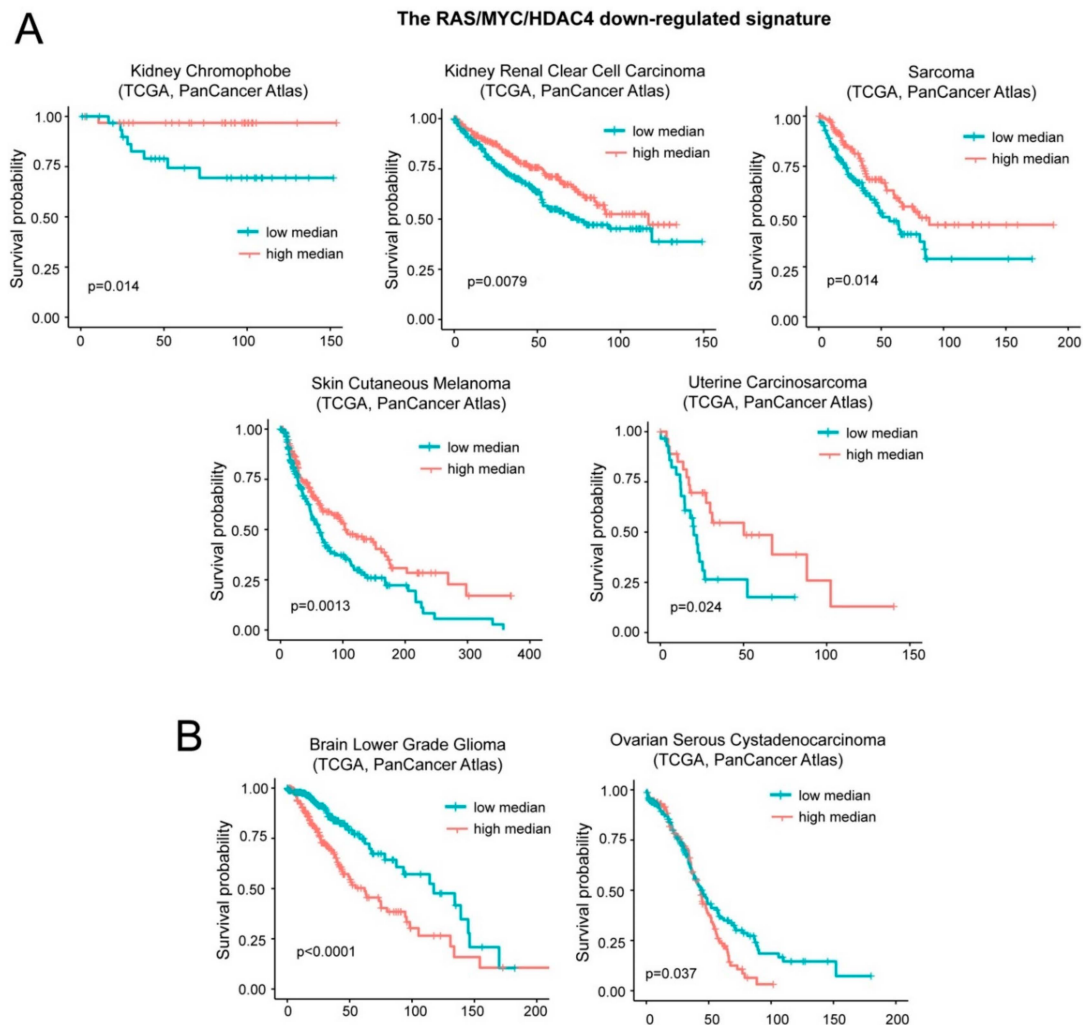 A
The RAS/MYC/HDAC4 down-regulated signature
Kidney Chromophobe
(TCGA, PanCancer Atlas)
Survival probability
1.00
0.75
0.50
0.25
0.00
low median
high median
p=0.014
0 50 100 150
Kidney Renal Clear Cell Carcinoma
(TCGA, PanCancer Atlas)
Survival probability
1.00
0.75
0.50
0.25
0.00
low median
high median
p=0.0079
0 50 100 150
Sarcoma
(TCGA, PanCancer Atlas)
Survival probability
1.00
0.75
0.50
0.25
0.00
low median
high median
p=0.014
0 50 100 150 200
Skin Cutaneous Melanoma
(TCGA, PanCancer Atlas)
Survival probability
1.00
0.75
0.50
0.25
0.00
low median
high median
p=0.0013
0 100 200 300 400
Uterine Carcinosarcoma
(TCGA, PanCancer Atlas)
Survival probability
1.00
0.75
0.50
0.25
0.00
low median
high median
p=0.024
0 50 100 150
B
Brain Lower Grade Glioma
(TCGA, PanCancer Atlas)
Survival probability
1.00
0.75
0.50
0.25
0.00
low median
high median
p<0.0001
0 50 100 150 200
Ovarian Serous Cystadenocarcinoma
(TCGA, PanCancer Atlas)
Survival probability
1.00
0.75
0.50
0.25
0.00
low median
high median
p=0.037
0 50 100 150 200